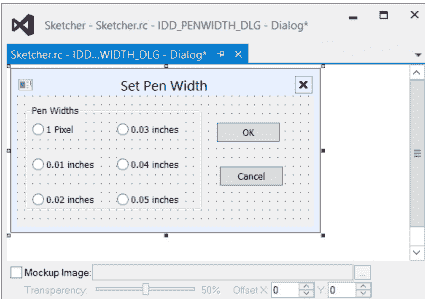 Sketcher - Sketcher.rc - IDD_PENWIDTH_DLG - Dialog*
Sketcher.rc - IDD...WIDTH_DLG - Dialog*
Set Pen Width
Pen Widths
1 Pixel
0.03 inches
OK
0.01 inches
0.04 inches
Cancel
0.02 inches
0.05 inches
Mockup Image:
...
Transparency:
50%
Offset X:
0
Y:
0